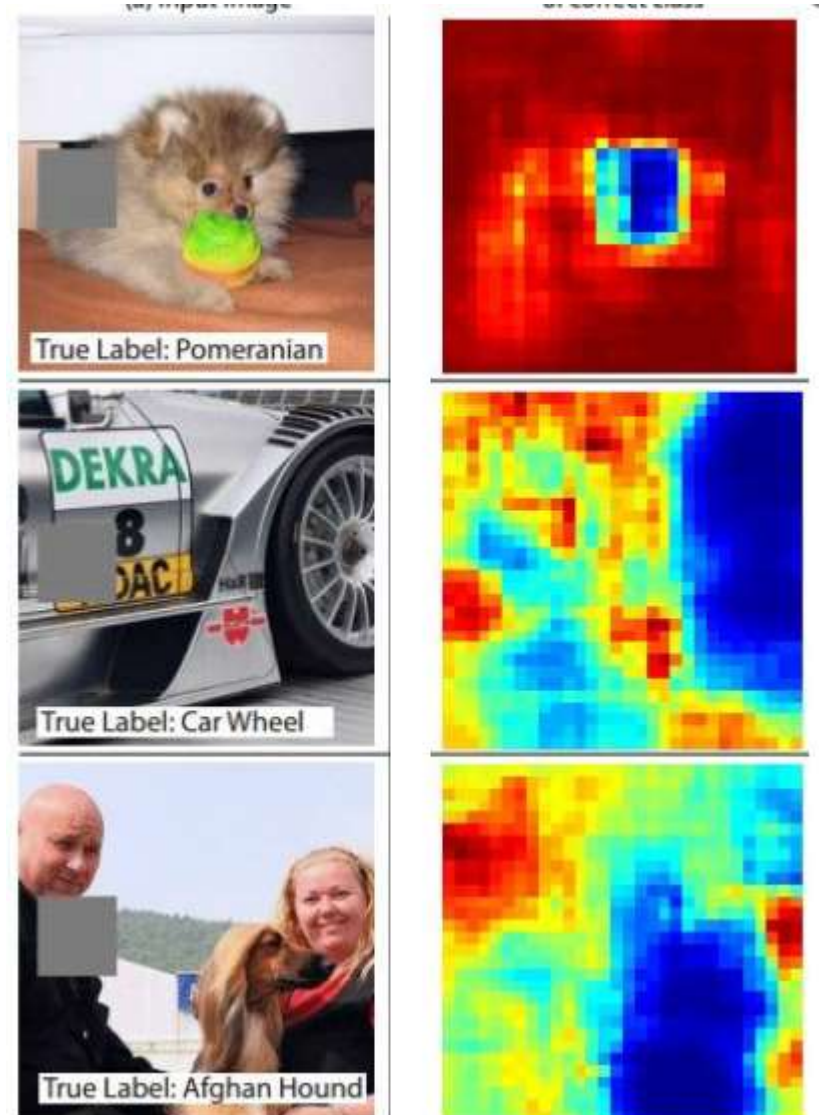 True Label: Pomeranian
DEKRA
8
DAC
True Label: Car Wheel
True Label: Afghan Hound